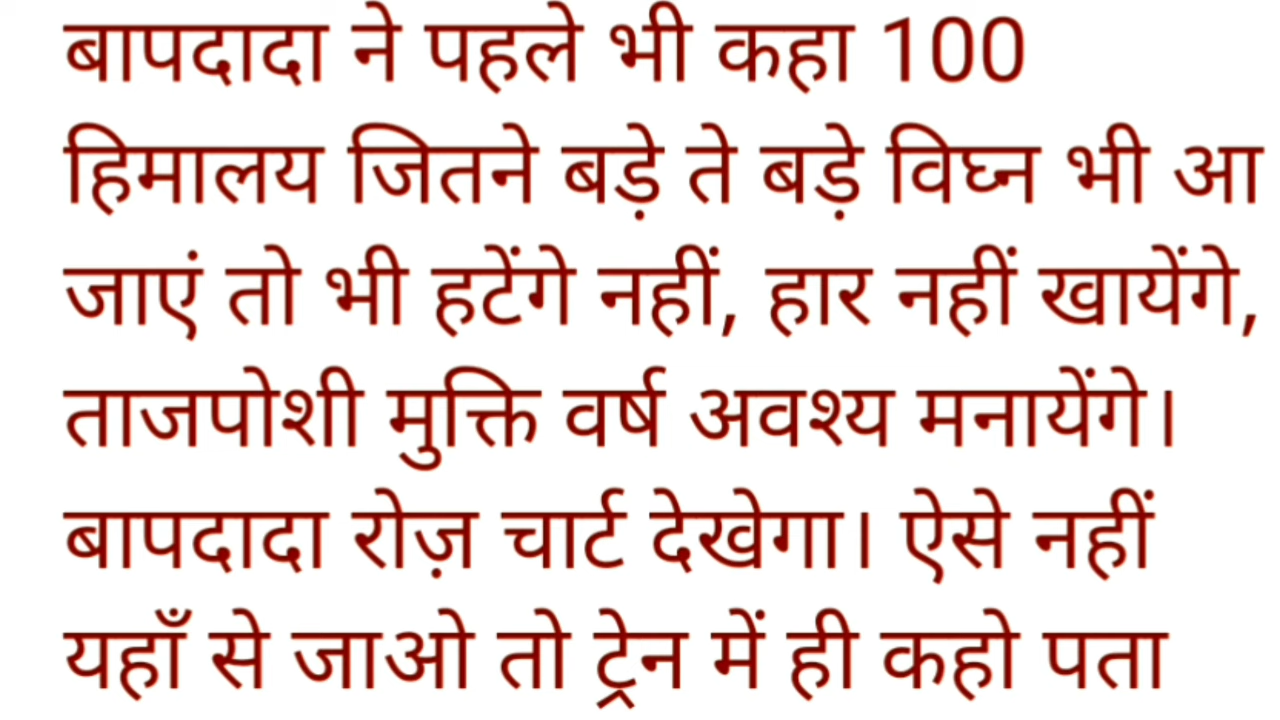 बापदादा ने पहले भी कहा 100
हिमालय जितने बड़े ते बड़े विघ्न भी आ
जाएं तो भी हटेंगे नहीं, हार नहीं खायेंगे,
ताजपोशी मुक्ति वर्ष अवश्य मनायेंगे।
बापदादा रोज़ चार्ट देखेगा। ऐसे नहीं
यहाँ से जाओ तो ट्रेन में ही कहो पता